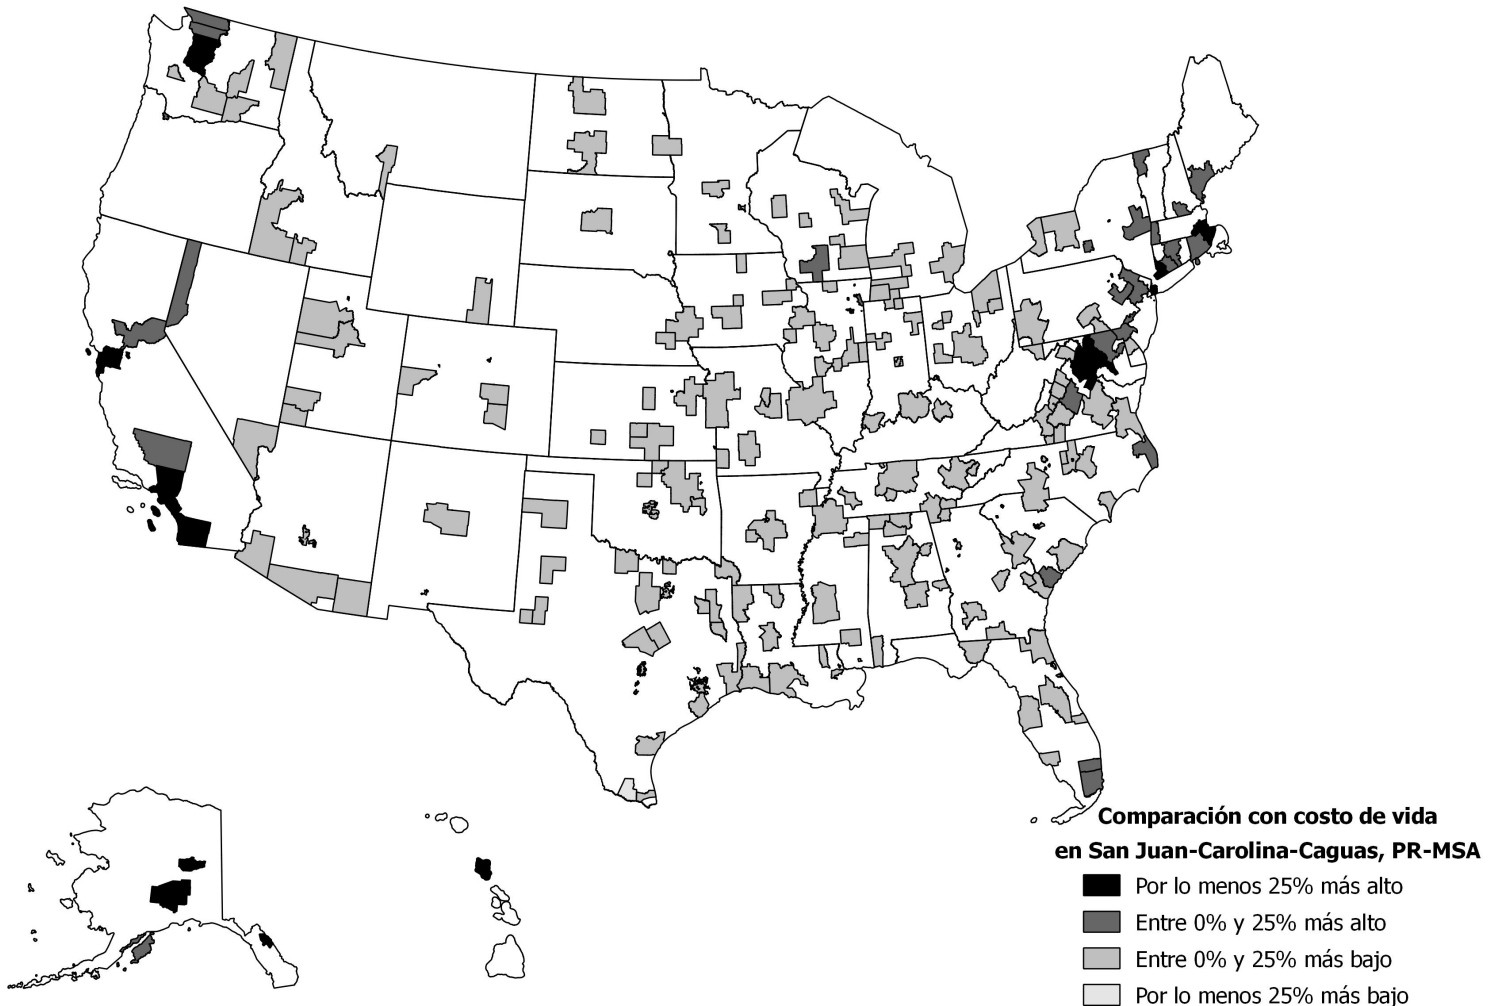 Comparación con costo de vida
en San Juan-Carolina-Caguas, PR-MSA
Por lo menos 25% más alto
Entre 0% y 25% más alto
Entre 0% y 25% más bajo
Por lo menos 25% más bajo